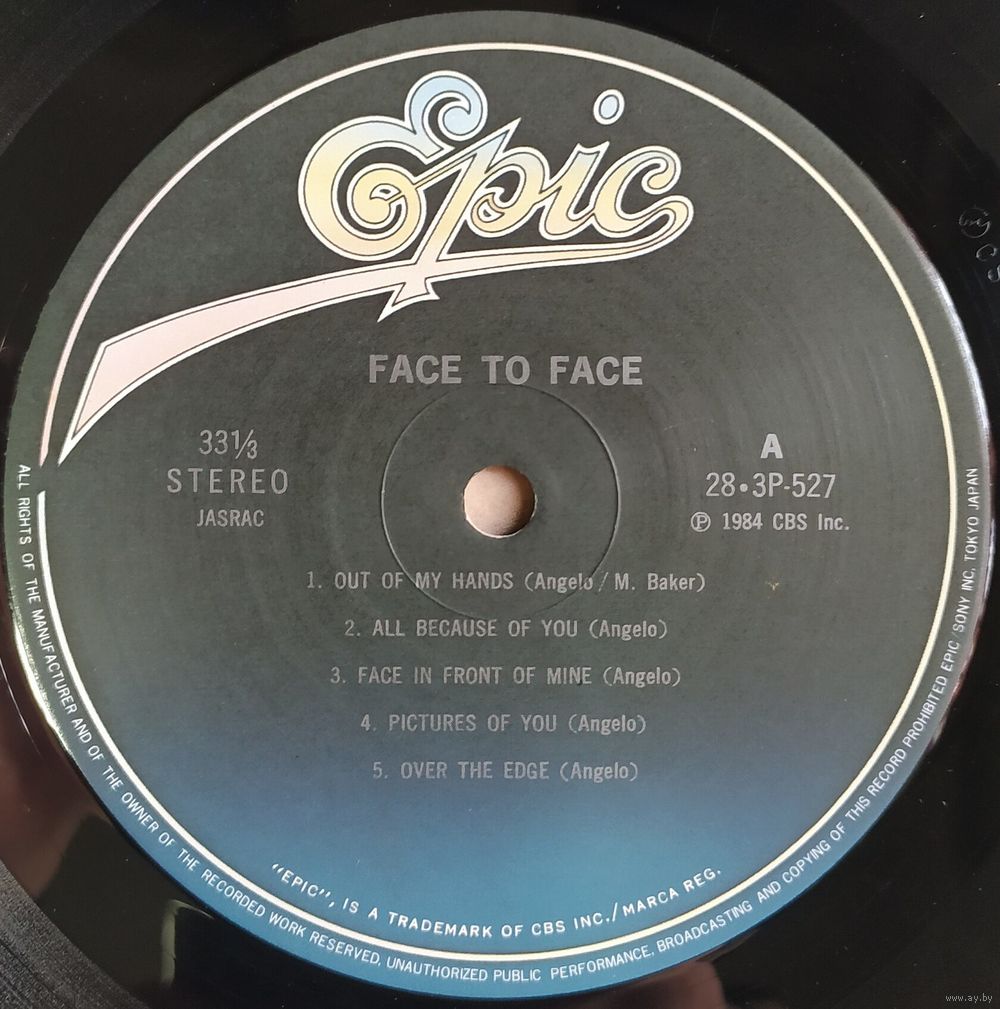 Epic
FACE TO FACE
33⅓
STEREO
JASRAC
A
28•3P-527
Ⓟ 1984 CBS Inc.
1. OUT OF MY HANDS (Angelo / M. Baker)
2. ALL BECAUSE OF YOU (Angelo)
3. FACE IN FRONT OF MINE (Angelo)
4. PICTURES OF YOU (Angelo)
5. OVER THE EDGE (Angelo)
"EPIC", IS A TRADEMARK OF CBS INC./MARCA REG.
ALL RIGHTS OF THE MANUFACTURER AND OF THE OWNER OF THE RECORDED WORK RESERVED. UNAUTHORIZED PUBLIC PERFORMANCE, BROADCASTING AND COPYING OF THIS RECORD PROHIBITED EPIC/SONY INC. TOKYO JAPAN
www.ay.by